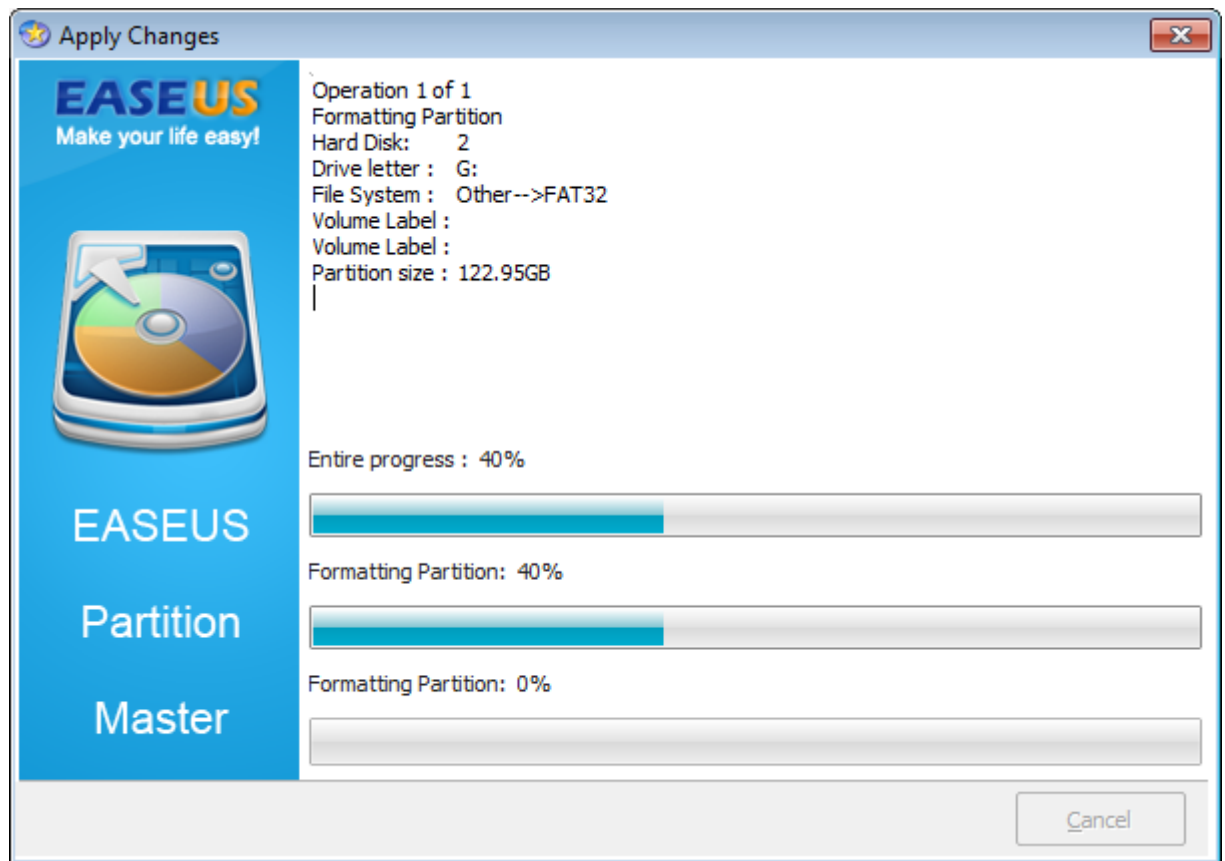 Apply Changes
EASEUS
Make your life easy!
EASEUS
Partition
Master
Operation 1 of 1
Formatting Partition
Hard Disk: 2
Drive letter : G:
File System : Other-->FAT32
Volume Label :
Volume Label :
Partition size : 122.95GB
Entire progress : 40%
Formatting Partition: 40%
Formatting Partition: 0%
Cancel